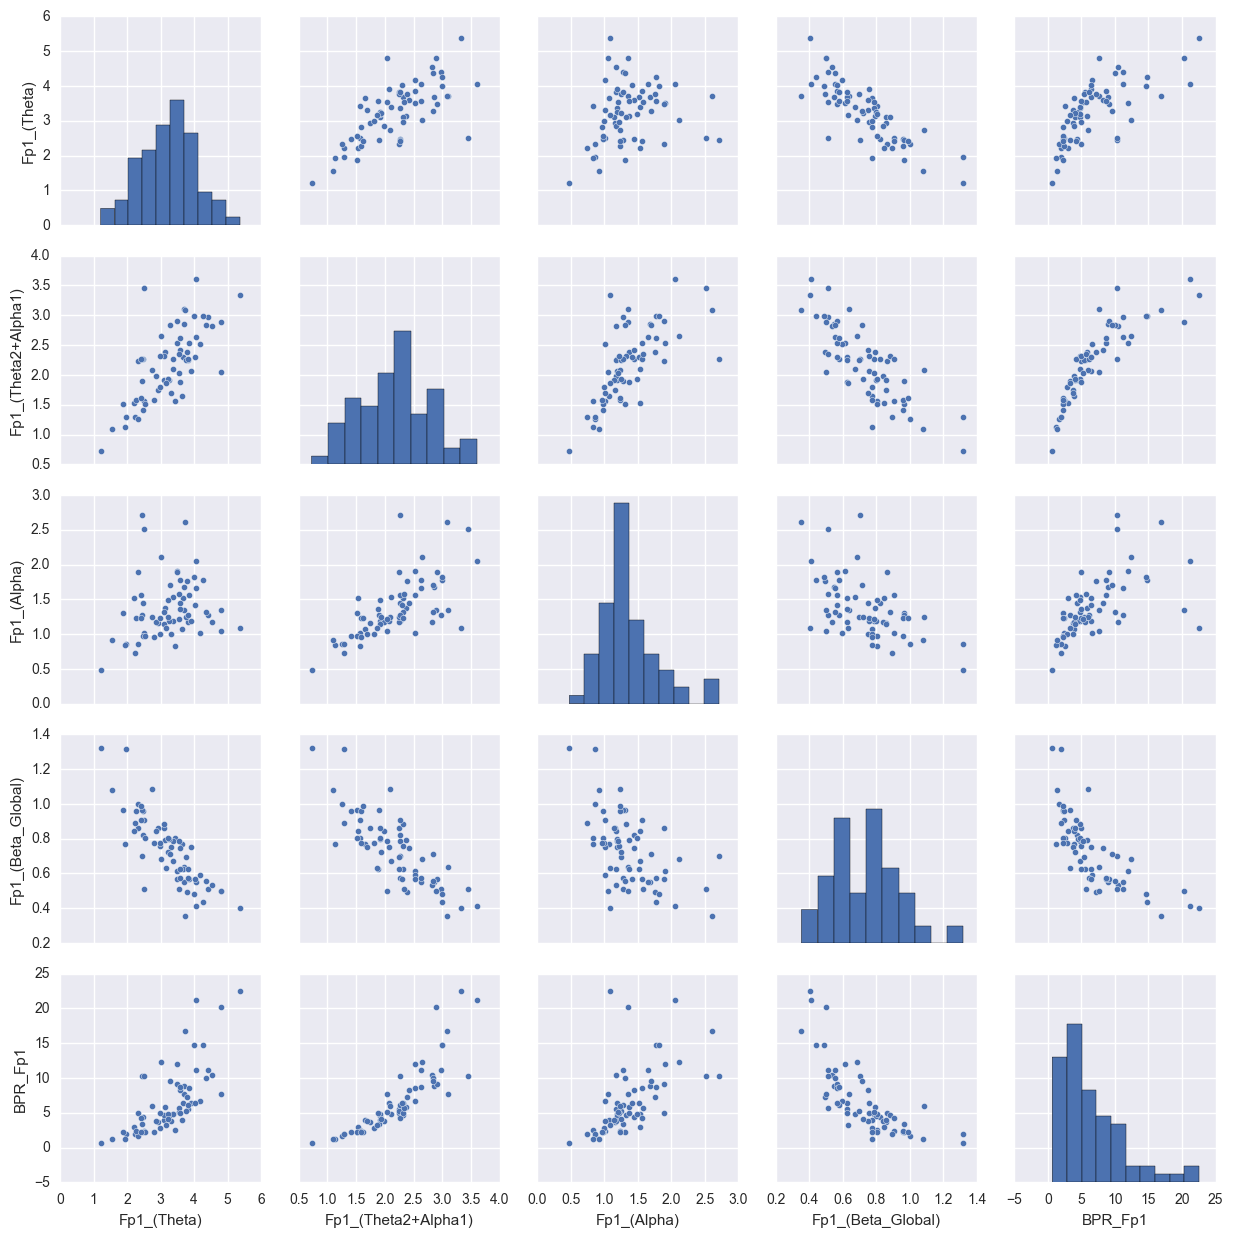 6
5
4
3
2
1
0
Fp1_(Theta)
4.0
3.5
3.0
2.5
2.0
1.5
1.0
0.5
Fp1_(Theta2+Alpha1)
3.0
2.5
2.0
1.5
1.0
0.5
0.0
Fp1_(Alpha)
1.4
1.2
1.0
0.8
0.6
0.4
0.2
Fp1_(Beta_Global)
25
20
15
10
5
0
−5
BPR_Fp1
0 1 2 3 4 5 6
0.5 1.0 1.5 2.0 2.5 3.0 3.5 4.0
0.0 0.5 1.0 1.5 2.0 2.5 3.0
0.2 0.4 0.6 0.8 1.0 1.2 1.4
−5 0 5 10 15 20 25
Fp1_(Theta)
Fp1_(Theta2+Alpha1)
Fp1_(Alpha)
Fp1_(Beta_Global)
BPR_Fp1